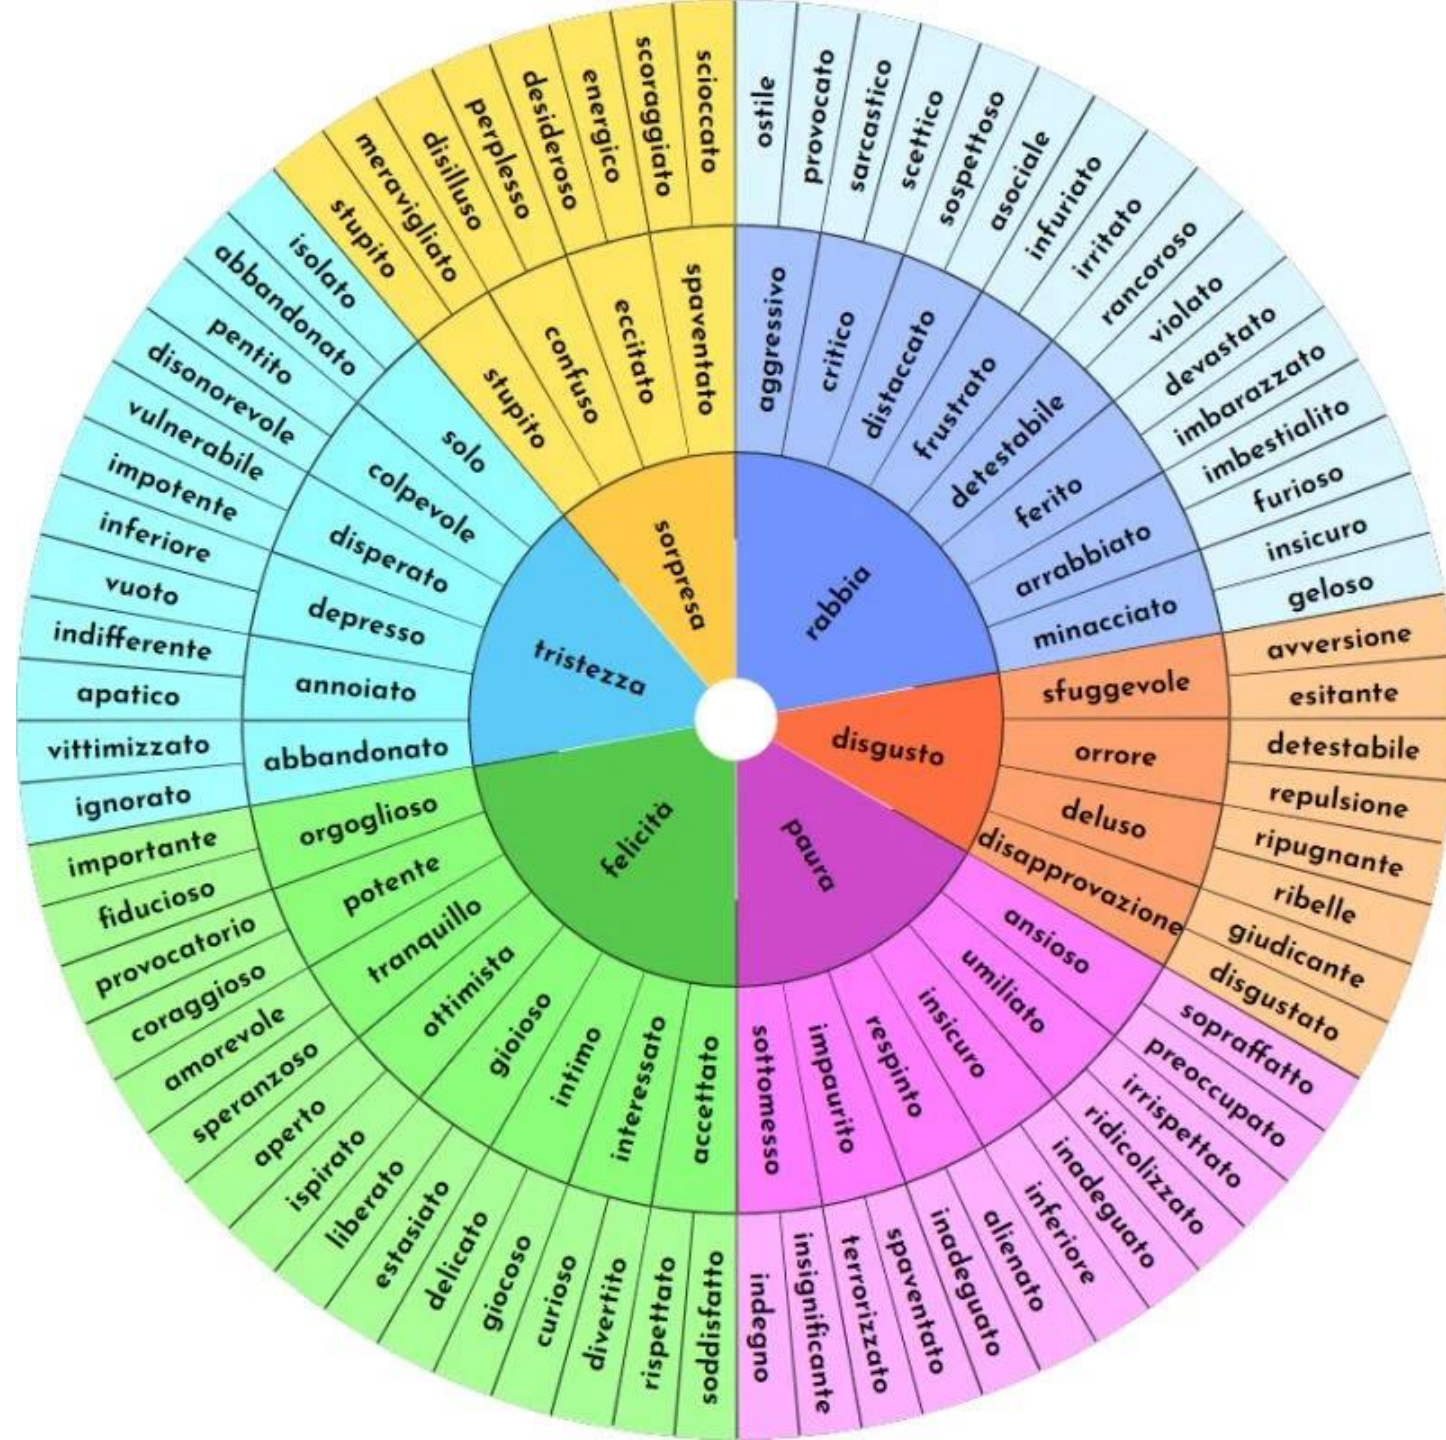 sorpresa
rabbia
disgusto
paura
felicità
tristezza
aggressivo
critico
distaccato
frustrato
detestabile
ferito
arrabbiato
minacciato
sfuggevole
orrore
deluso
disapprovazione
ansioso
umiliato
insicuro
respinto
impaurito
sottomesso
accettato
interessato
intimo
gioioso
ottimista
tranquillo
potente
orgoglioso
abbandonato
annoiato
depresso
disperato
colpevole
solo
stupito
confuso
eccitato
spaventato
ostile
provocato
sarcastico
scettico
sospettoso
asociale
infuriato
irritato
rancoroso
violato
devastato
imbarazzato
imbestialito
furioso
insicuro
geloso
avversione
esitante
detestabile
repulsione
ripugnante
ribelle
giudicante
disgustato
sopraffatto
preoccupato
irrispettato
ridicolizzato
inadeguato
inferiore
alienato
inadeguato
spaventato
terrorizzato
insignificante
indegno
soddisfatto
rispettato
divertito
curioso
giocoso
delicato
estasiato
liberato
ispirato
aperto
speranzoso
amorevole
coraggioso
provocatorio
fiducioso
importante
ignorato
vittimizzato
apatico
indifferente
vuoto
inferiore
impotente
vulnerabile
disonorevole
pentito
abbandonato
isolato
stupito
meravigliato
disilluso
perplesso
desideroso
energico
scoraggiato
scioccato